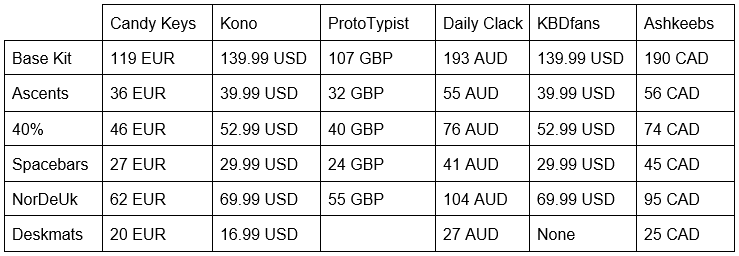 Candy Keys Kono ProtoTypist Daily Clack KBDfans Ashkeebs
Base Kit 119 EUR 139.99 USD 107 GBP 193 AUD 139.99 USD 190 CAD
Ascents 36 EUR 39.99 USD 32 GBP 55 AUD 39.99 USD 56 CAD
40% 46 EUR 52.99 USD 40 GBP 76 AUD 52.99 USD 74 CAD
Spacebars 27 EUR 29.99 USD 24 GBP 41 AUD 29.99 USD 45 CAD
NorDeUk 62 EUR 69.99 USD 55 GBP 104 AUD 69.99 USD 95 CAD
Deskmats 20 EUR 16.99 USD 27 AUD None 25 CAD